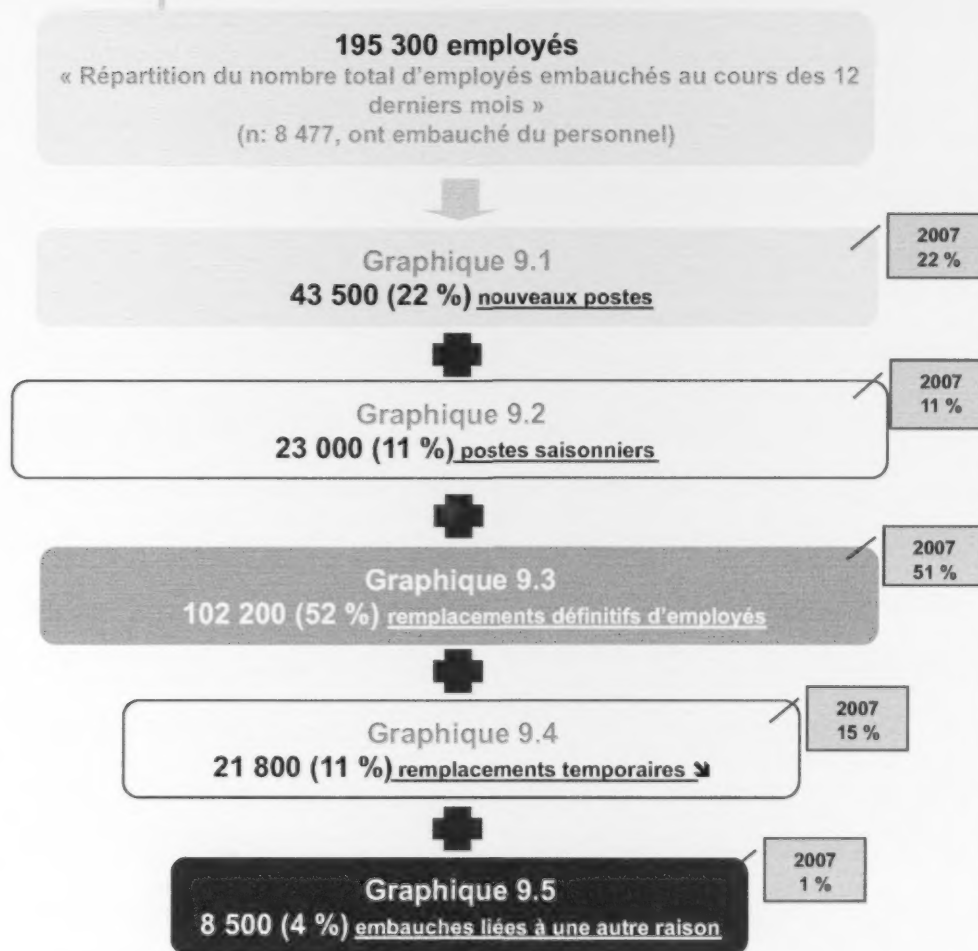 195 300 employés
« Répartition du nombre total d'employés embauchés au cours des 12
derniers mois »
(n: 8 477, ont embauché du personnel)
2007
22 %
Graphique 9.1
43 500 (22 %) nouveaux postes
2007
11 %
Graphique 9.2
23 000 (11 %) postes saisonniers
2007
51 %
Graphique 9.3
102 200 (52 %) remplacements définitifs d'employés
2007
15 %
Graphique 9.4
21 800 (11 %) remplacements temporaires ↘
2007
1 %
Graphique 9.5
8 500 (4 %) embauches liées à une autre raison